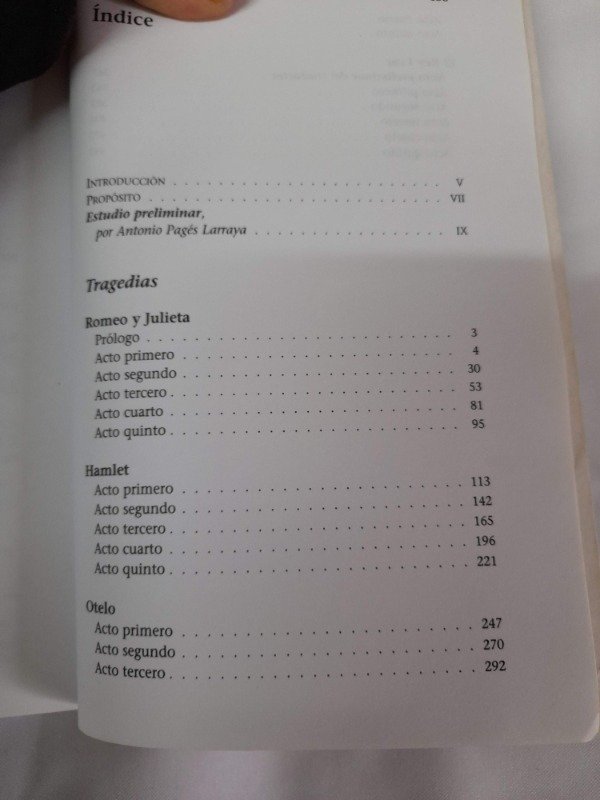 Índice
INTRODUCCIÓN . . . . . . . . . . . . . . . . . . . . . . . . V
PROPÓSITO . . . . . . . . . . . . . . . . . . . . . . . . . . VII
Estudio preliminar,
por Antonio Pagés Larraya . . . . . . . . . . . . . . . . . IX
Tragedias
Romeo y Julieta
Prólogo . . . . . . . . . . . . . . . . . . . . . . . . 3
Acto primero . . . . . . . . . . . . . . . . . . . . . 4
Acto segundo . . . . . . . . . . . . . . . . . . . . . 30
Acto tercero . . . . . . . . . . . . . . . . . . . . . . 53
Acto cuarto . . . . . . . . . . . . . . . . . . . . . . 81
Acto quinto . . . . . . . . . . . . . . . . . . . . . . 95
Hamlet
Acto primero . . . . . . . . . . . . . . . . . . . . . 113
Acto segundo . . . . . . . . . . . . . . . . . . . . . 142
Acto tercero . . . . . . . . . . . . . . . . . . . . . . 165
Acto cuarto . . . . . . . . . . . . . . . . . . . . . . 196
Acto quinto . . . . . . . . . . . . . . . . . . . . . . 221
Otelo
Acto primero . . . . . . . . . . . . . . . . . . . . . 247
Acto segundo . . . . . . . . . . . . . . . . . . . . . 270
Acto tercero . . . . . . . . . . . . . . . . . . . . . . 292